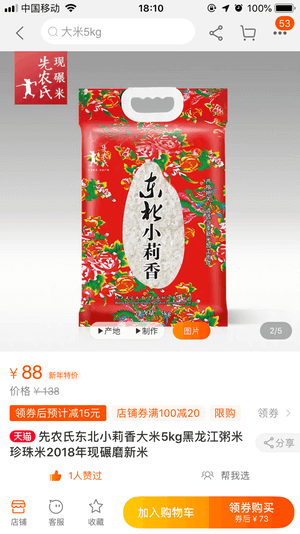 中国移动
18:10
100%
大米5kg
53
先农氏
现碾米
东北小莉香
产地
制作
图片
2/5
¥88 新年特价
价格 ¥ 138
领券后预计减15元
店铺券满100减20
限购
领券
天猫 先农氏东北小莉香大米5kg黑龙江粥米
珍珠米2018年现碾磨新米
分享
1人赞过
帮我选
店铺
客服
收藏
加入购物车
领券购买
券后 ¥ 73